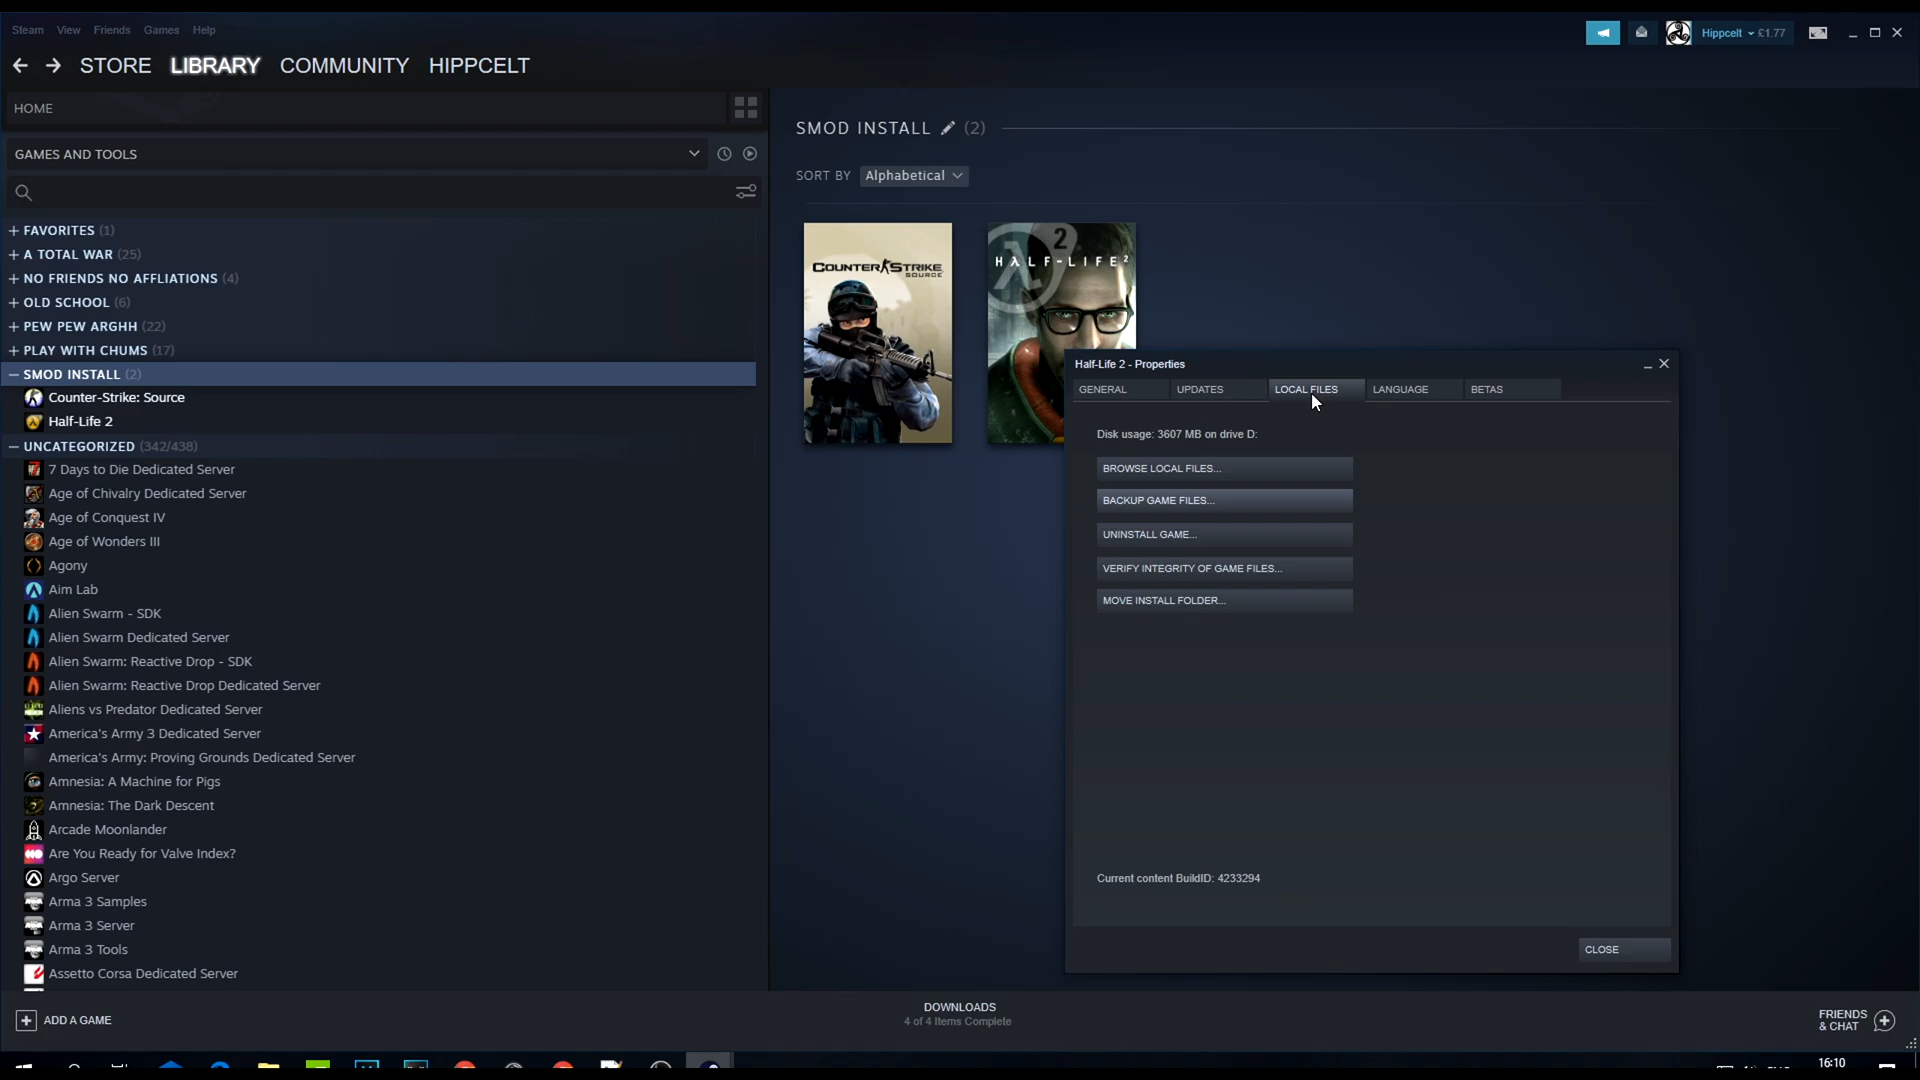 Steam View Friends Games Help
Hippcelt £1.77
STORE LIBRARY COMMUNITY HIPPCELT
HOME
GAMES AND TOOLS
FAVORITES (1)
A TOTAL WAR (25)
NO FRIENDS NO AFFLIATIONS (4)
OLD SCHOOL (6)
PEW PEW ARGHH (22)
PLAY WITH CHUMS (17)
SMOD INSTALL (2)
Counter-Strike: Source
Half-Life 2
UNCATEGORIZED (342/438)
7 Days to Die Dedicated Server
Age of Chivalry Dedicated Server
Age of Conquest IV
Age of Wonders III
Agony
Aim Lab
Alien Swarm - SDK
Alien Swarm Dedicated Server
Alien Swarm: Reactive Drop - SDK
Alien Swarm: Reactive Drop Dedicated Server
Aliens vs Predator Dedicated Server
America's Army 3 Dedicated Server
America's Army: Proving Grounds Dedicated Server
Amnesia: A Machine for Pigs
Amnesia: The Dark Descent
Arcade Moonlander
Are You Ready for Valve Index?
Argo Server
Arma 3 Samples
Arma 3 Server
Arma 3 Tools
Assetto Corsa Dedicated Server
SMOD INSTALL (2)
SORT BY Alphabetical
COUNTER STRIKE
SOURCE
2
HλLF-LIFE²
Half-Life 2 - Properties
GENERAL UPDATES LOCAL FILES LANGUAGE BETAS
Disk usage: 3607 MB on drive D:
BROWSE LOCAL FILES...
BACKUP GAME FILES...
UNINSTALL GAME...
VERIFY INTEGRITY OF GAME FILES...
MOVE INSTALL FOLDER...
Current content BuildID: 4233294
CLOSE
ADD A GAME
DOWNLOADS
4 of 4 Items Complete
FRIENDS
& CHAT
16:10